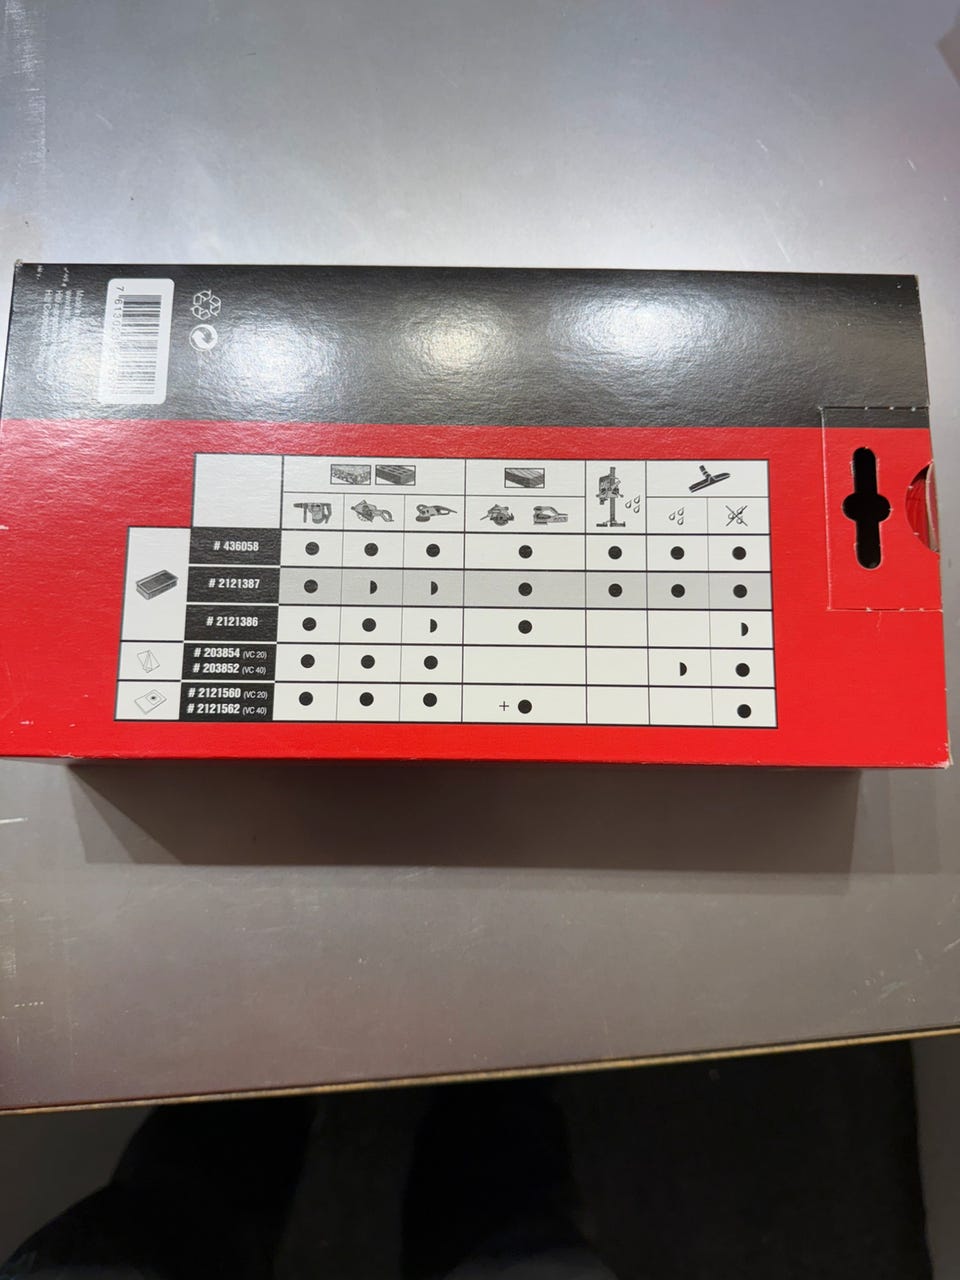 # 436058
# 2121387
# 2121386
# 203854 (VC 20)
# 203852 (VC 40)
# 2121560 (VC 20)
+
# 2121562 (VC 40)